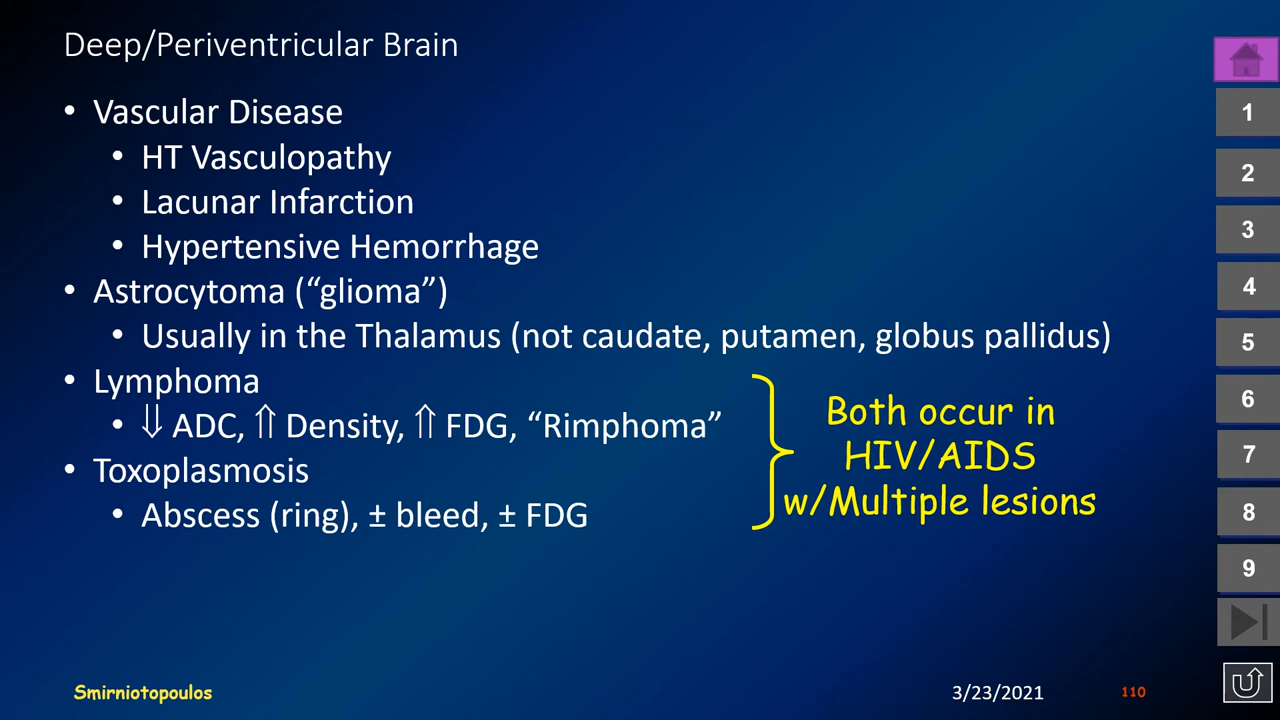 Deep/Periventricular Brain
• Vascular Disease
• HT Vasculopathy
• Lacunar Infarction
• Hypertensive Hemorrhage
• Astrocytoma (“glioma”)
• Usually in the Thalamus (not caudate, putamen, globus pallidus)
• Lymphoma
• ⇓ ADC, ⇑ Density, ⇑ FDG, “Rimphoma”
• Toxoplasmosis
• Abscess (ring), ± bleed, ± FDG
Both occur in
HIV/AIDS
w/Multiple lesions
1
2
3
4
5
6
7
8
9
Smirniotopoulos
3/23/2021
110